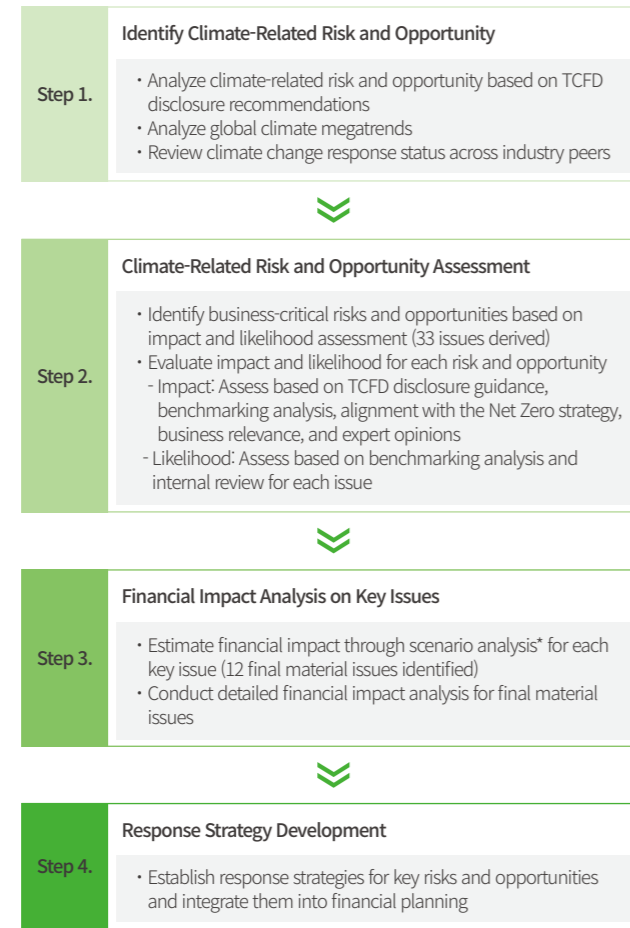 Identify Climate-Related Risk and Opportunity
Step 1.
・Analyze climate-related risk and opportunity based on TCFD
disclosure recommendations
・Analyze global climate megatrends
・Review climate change response status across industry peers
Climate-Related Risk and Opportunity Assessment
Step 2.
・Identify business-critical risks and opportunities based on
impact and likelihood assessment (33 issues derived)
・Evaluate impact and likelihood for each risk and opportunity
- Impact: Assess based on TCFD disclosure guidance,
benchmarking analysis, alignment with the Net Zero strategy,
business relevance, and expert opinions
- Likelihood: Assess based on benchmarking analysis and
internal review for each issue
Financial Impact Analysis on Key Issues
Step 3.
・Estimate financial impact through scenario analysis* for each
key issue (12 final material issues identified)
・Conduct detailed financial impact analysis for final material
issues
Response Strategy Development
Step 4.
・Establish response strategies for key risks and opportunities
and integrate them into financial planning